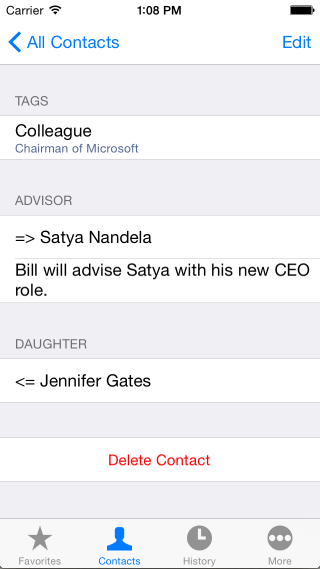 Carrier 1:08 PM
All Contacts Edit
TAGS
Colleague
Chairman of Microsoft
ADVISOR
=> Satya Nandela
Bill will advise Satya with his new CEO
role.
DAUGHTER
<= Jennifer Gates
Delete Contact
Favorites Contacts History More